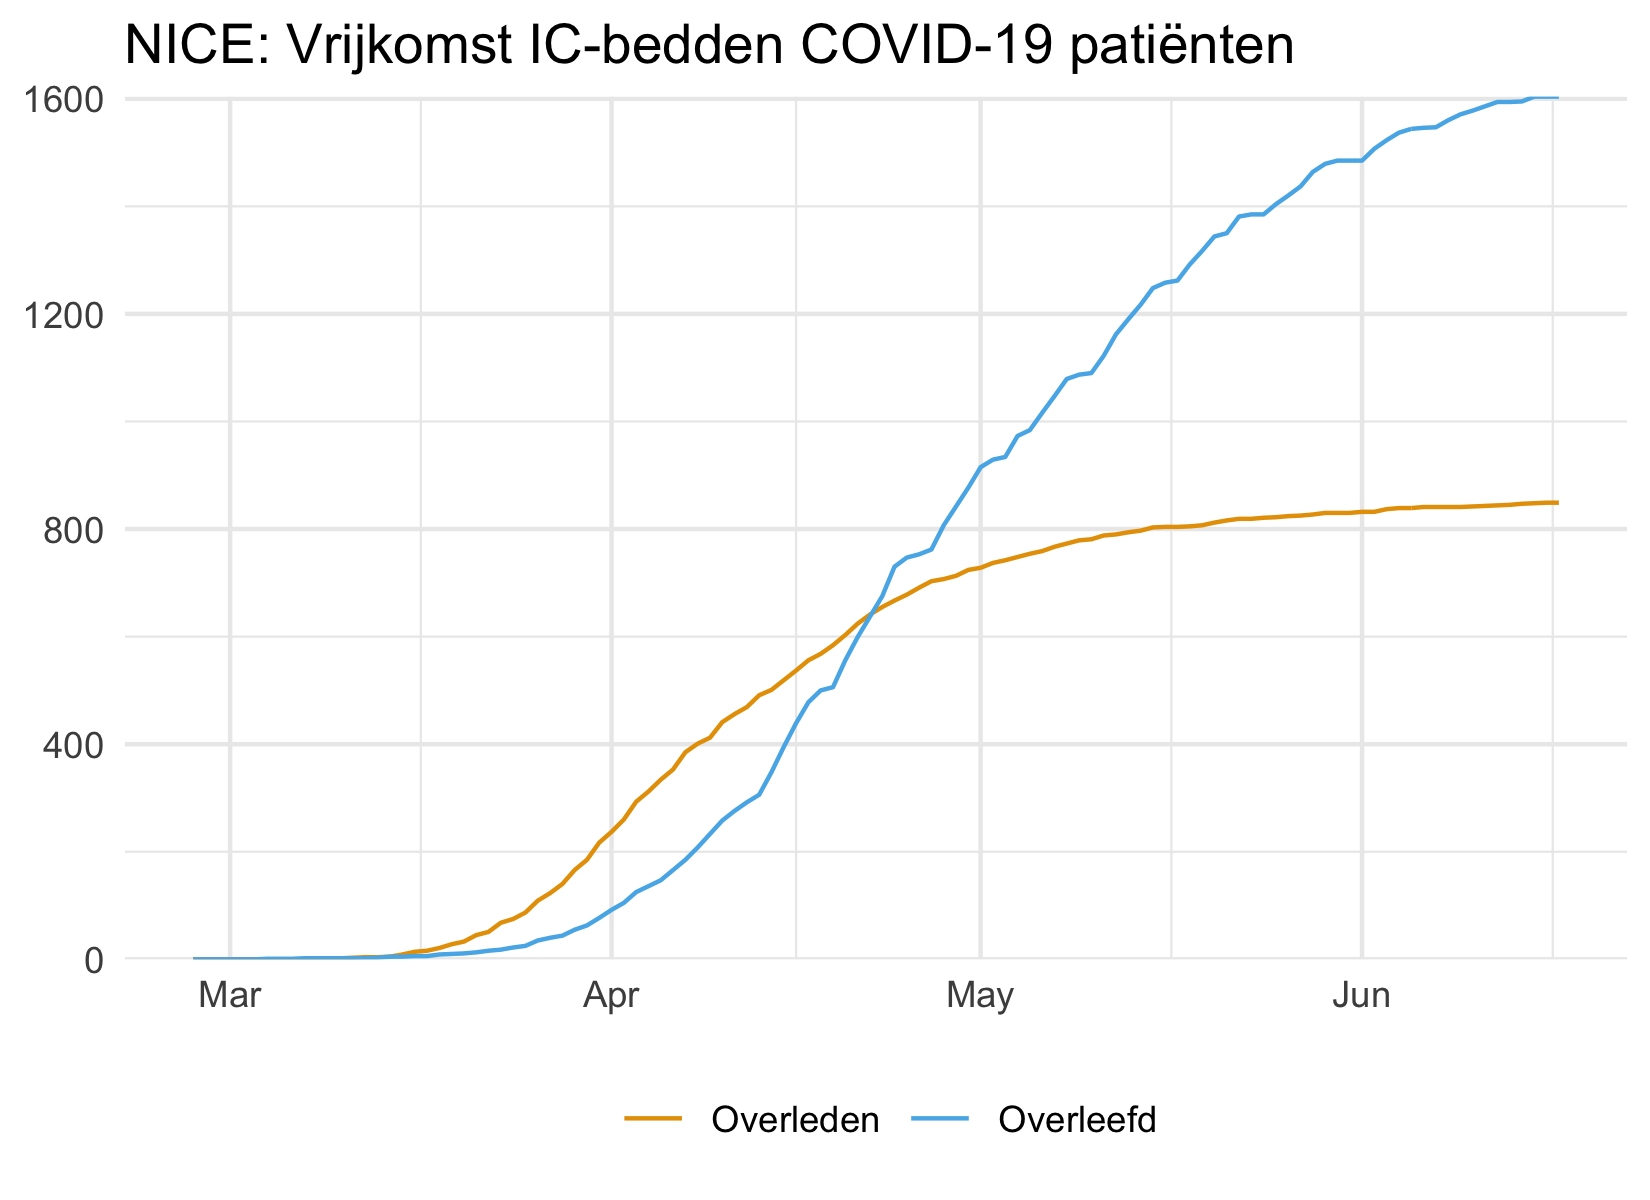 NICE: Vrijkomst IC-bedden COVID-19 patiënten
1600
1200
800
400
0
Mar Apr May Jun
Overleden Overleefd